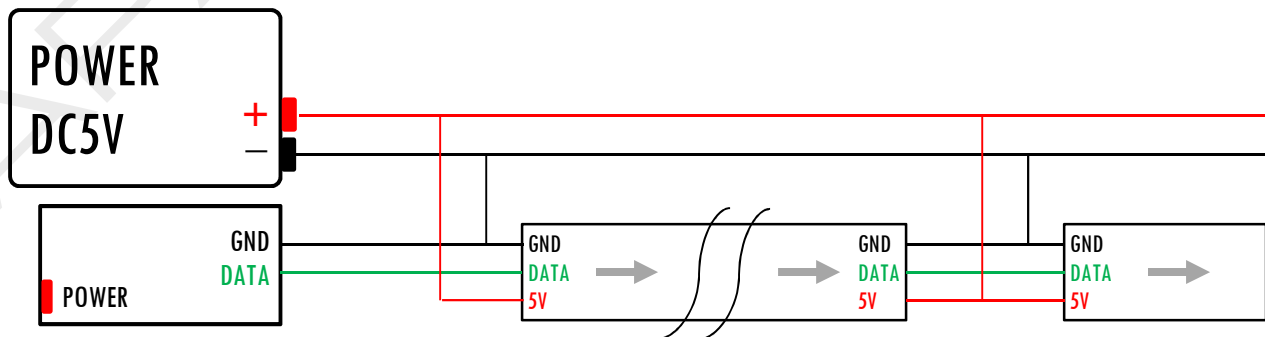 POWER
DC5V
+
–
GND
DATA
POWER
GND
DATA
5V
GND
DATA
5V
GND
DATA
5V